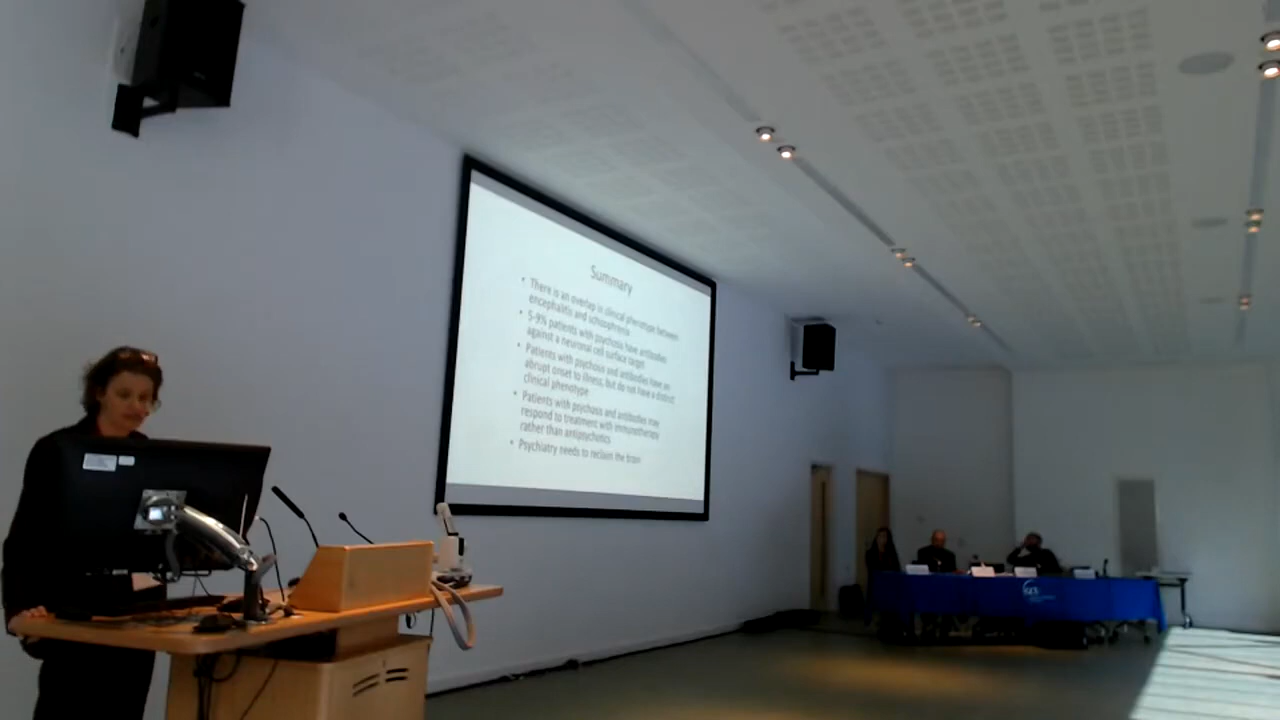 Summary
• There is an overlap in clinical phenotype between
encephalitis and schizophrenia
• 5-9% patients with psychosis have antibodies
against a neuronal cell surface target
• Patients with psychosis and antibodies have an
abrupt onset to illness, but do not have a distinct
clinical phenotype
• Patients with psychosis and antibodies may
respond to treatment with immunotherapy
rather than antipsychotics
• Psychiatry needs to reclaim the brain